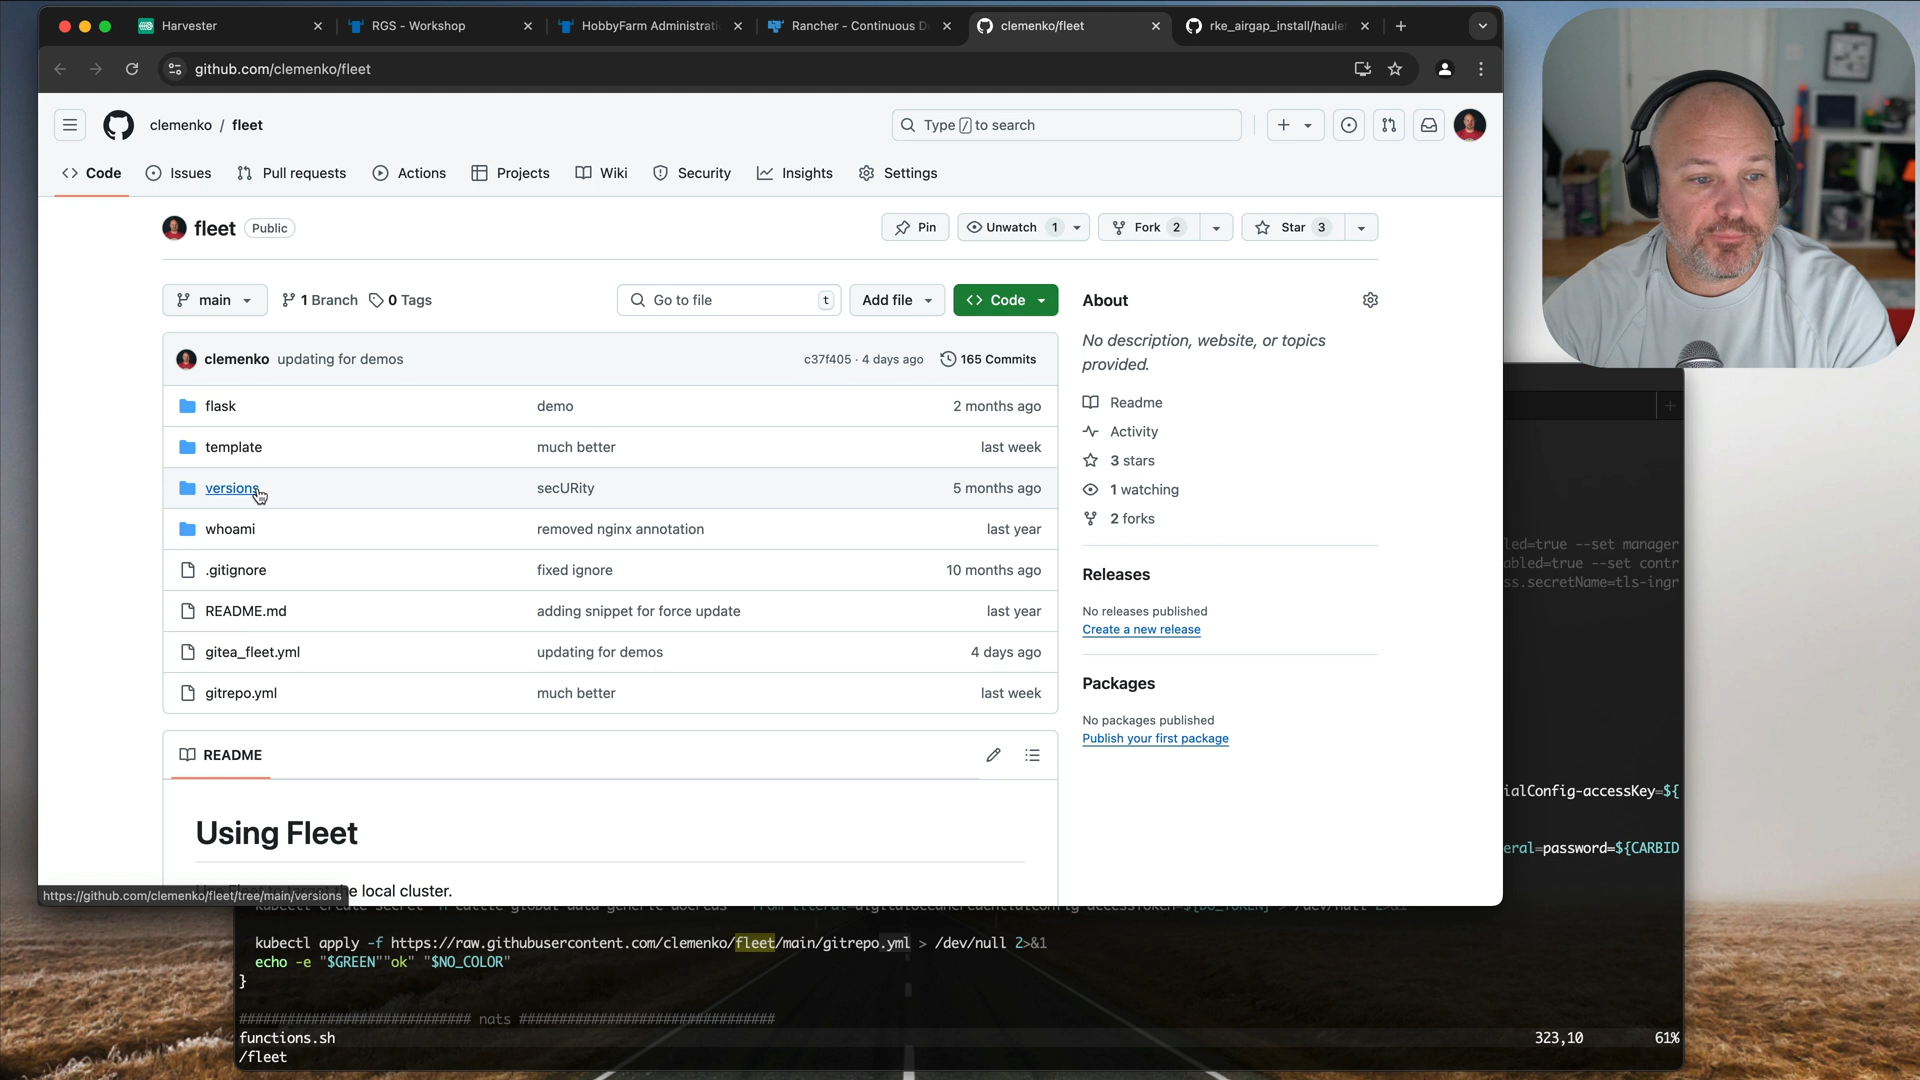 Harvester
RGS - Workshop
HobbyFarm Administrati
Rancher - Continuous D
clemenko/fleet
rke_airgap_install/hauler
github.com/clemenko/fleet
clemenko / fleet
Type / to search
Code
Issues
Pull requests
Actions
Projects
Wiki
Security
Insights
Settings
fleet Public
Pin
Unwatch 1
Fork 2
Star 3
main
1 Branch
0 Tags
Go to file t
Add file
Code
About
No description, website, or topics
provided.
clemenko updating for demos c37f405 · 4 days ago 165 Commits
flask demo 2 months ago
template much better last week
versions secURity 5 months ago
whoami removed nginx annotation last year
.gitignore fixed ignore 10 months ago
README.md adding snippet for force update last year
gitea_fleet.yml updating for demos 4 days ago
gitrepo.yml much better last week
Readme
Activity
3 stars
1 watching
2 forks
Releases
No releases published
Create a new release
Packages
No packages published
Publish your first package
README
Using Fleet
the local cluster.
https://github.com/clemenko/fleet/tree/main/versions
led=true --set manager
abled=true --set contr
ss.secretName=tls-ingr
ialConfig-accessKey=${
eral=password=${CARBID
kubectl apply -f https://raw.githubusercontent.com/clemenko/fleet/main/gitrepo.yml > /dev/null 2>&1
echo -e "$GREEN""ok" "$NO_COLOR"
}
############################ nats ################################
functions.sh 323,10 61%
/fleet